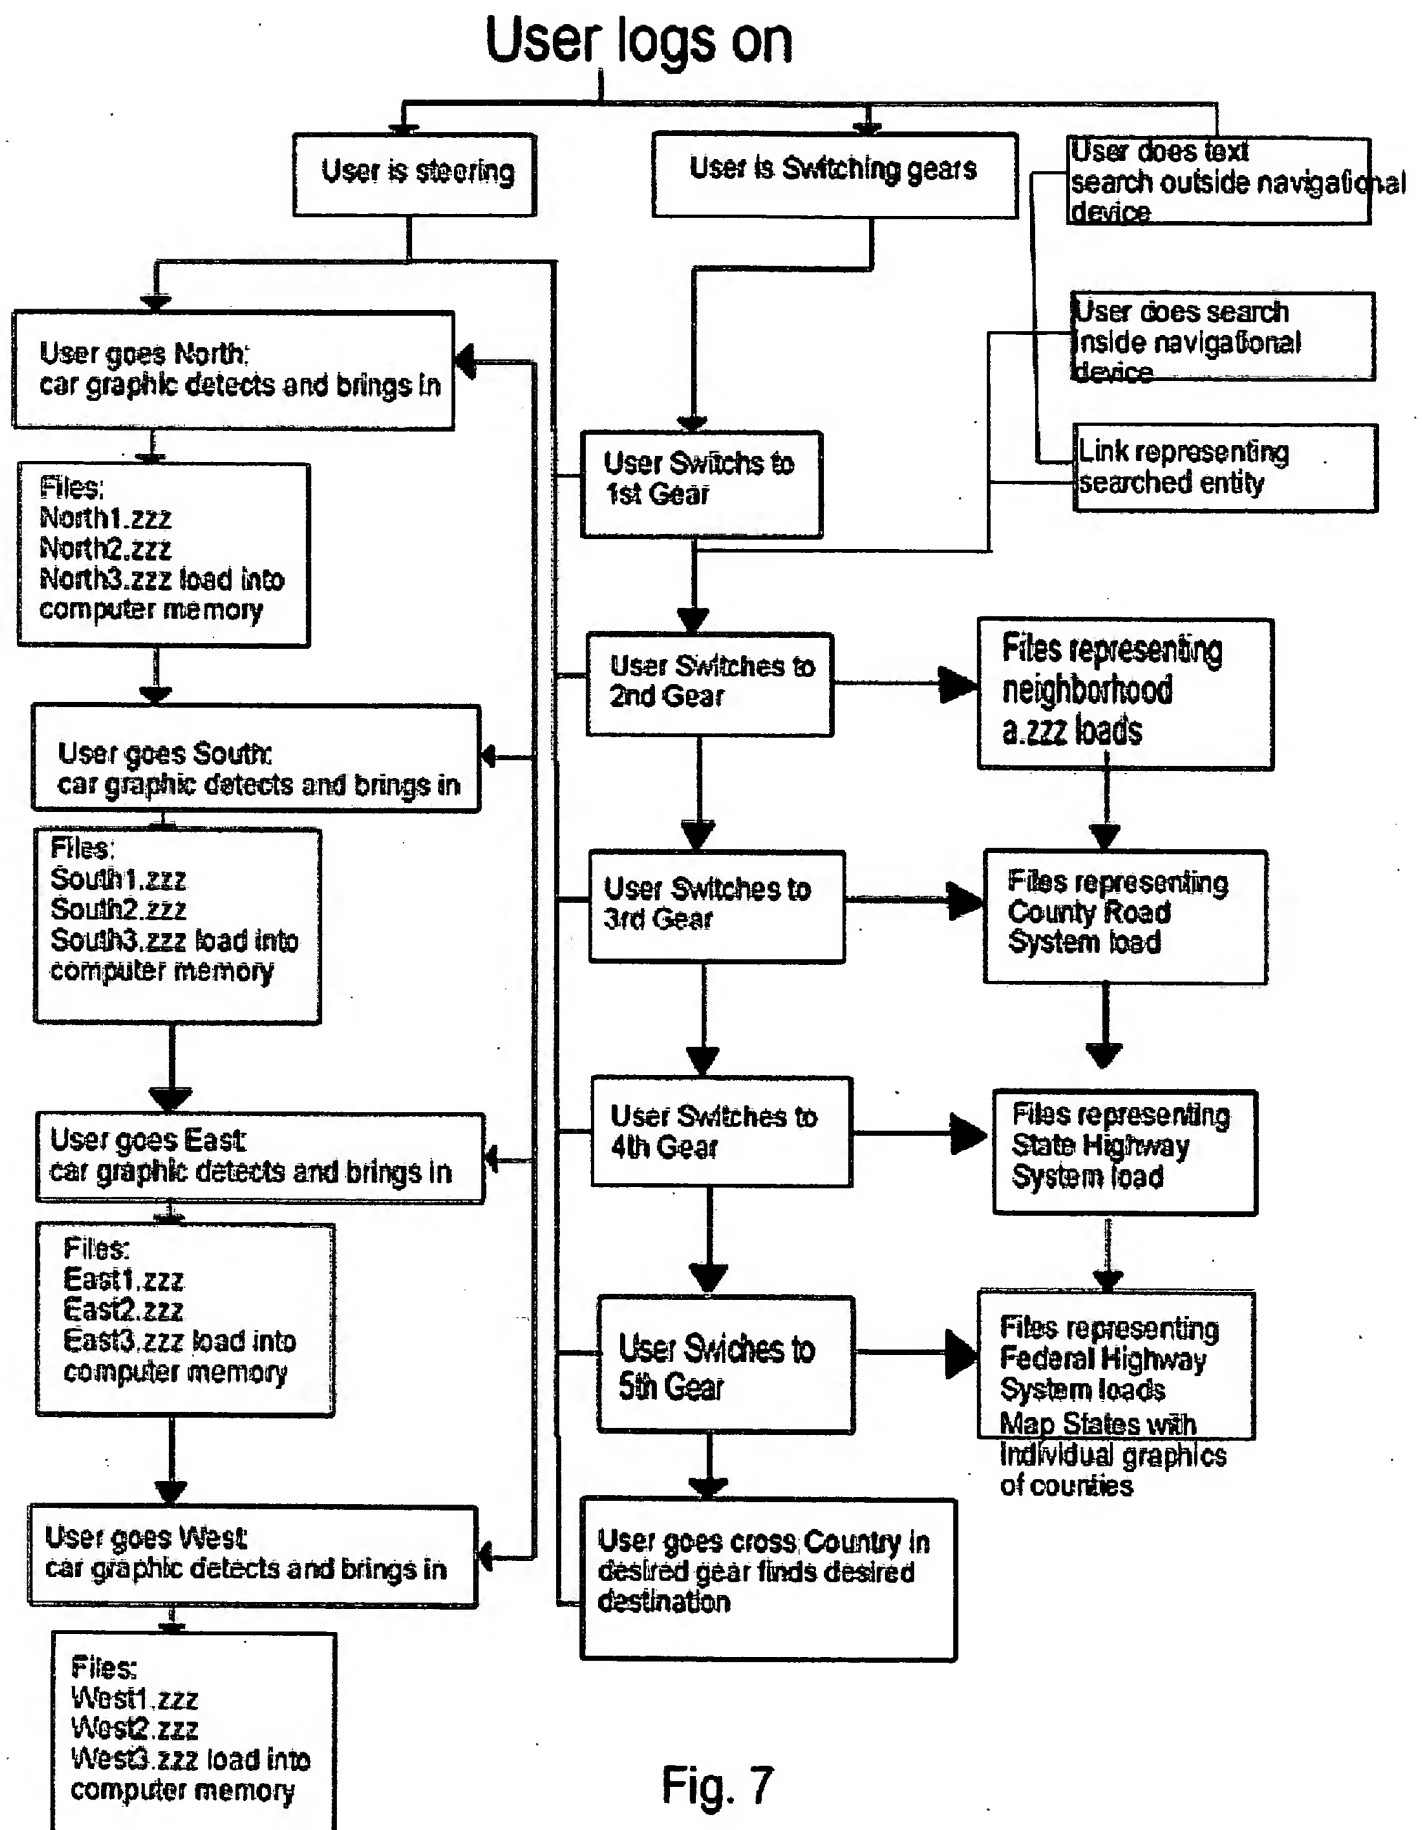 User logs on
User is steering
User is Switching gears
User does text
search outside navigational
device
User goes North:
car graphic detects and brings in
User does search
inside navigational
device
Files:
North1.zzz
North2.zzz
North3.zzz load into
computer memory
User Switchs to
1st Gear
Link representing
searched entity
User goes South:
car graphic detects and brings in
User Switches to
2nd Gear
Files representing
neighborhood
a.zzz loads
Files:
South1.zzz
South2.zzz
South3.zzz load into
computer memory
User Switches to
3rd Gear
Files representing
County Road
System load
User goes East:
car graphic detects and brings in
User Switches to
4th Gear
Files representing
State Highway
System load
Files:
East1.zzz
East2.zzz
East3.zzz load into
computer memory
User Swiches to
5th Gear
Files representing
Federal Highway
System loads
Map States with
individual graphics
of counties
User goes West:
car graphic detects and brings in
User goes cross Country in
desired gear finds desired
destination
Files:
West1.zzz
West2.zzz
West3.zzz load into
computer memory
Fig. 7